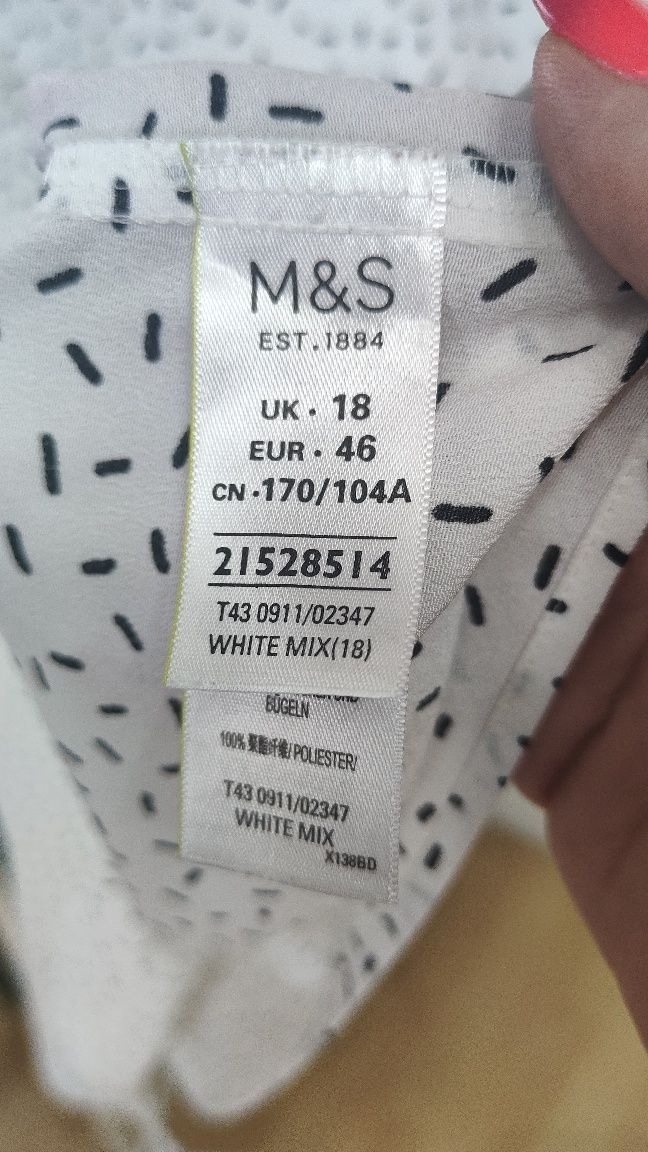 M&S
EST.1884
UK · 18
EUR · 46
CN ·170/104A
21528514
T43 0911/02347
WHITE MIX(18)
BÜGELN
100% 聚酯纤维/POLIESTER/
T43 0911/02347
WHITE MIX
X138BD